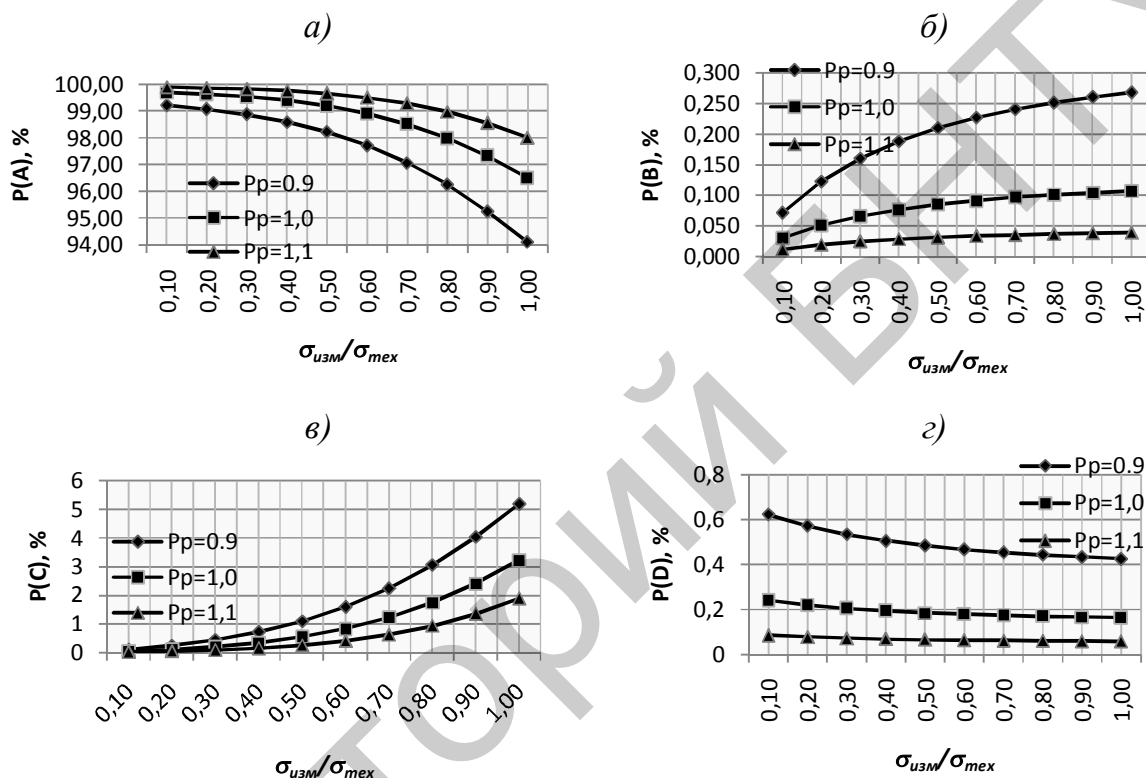 а)
P(A), %
100,00
99,00
98,00
97,00
96,00
95,00
94,00
Pp=0.9
Pp=1,0
Pp=1,1
0,10
0,20
0,30
0,40
0,50
0,60
0,70
0,80
0,90
1,00
σизм/σтех
б)
P(B), %
0,300
0,250
0,200
0,150
0,100
0,050
0,000
Pp=0.9
Pp=1,0
Pp=1,1
0,10
0,20
0,30
0,40
0,50
0,60
0,70
0,80
0,90
1,00
σизм/σтех
в)
P(C), %
6
5
4
3
2
1
0
Pp=0.9
Pp=1,0
Pp=1,1
0,10
0,20
0,30
0,40
0,50
0,60
0,70
0,80
0,90
1,00
σизм/σтех
г)
P(D), %
0,8
0,6
0,4
0,2
0
Pp=0.9
Pp=1,0
Pp=1,1
0,10
0,20
0,30
0,40
0,50
0,60
0,70
0,80
0,90
1,00
σизм/σтех
торий БНТУ